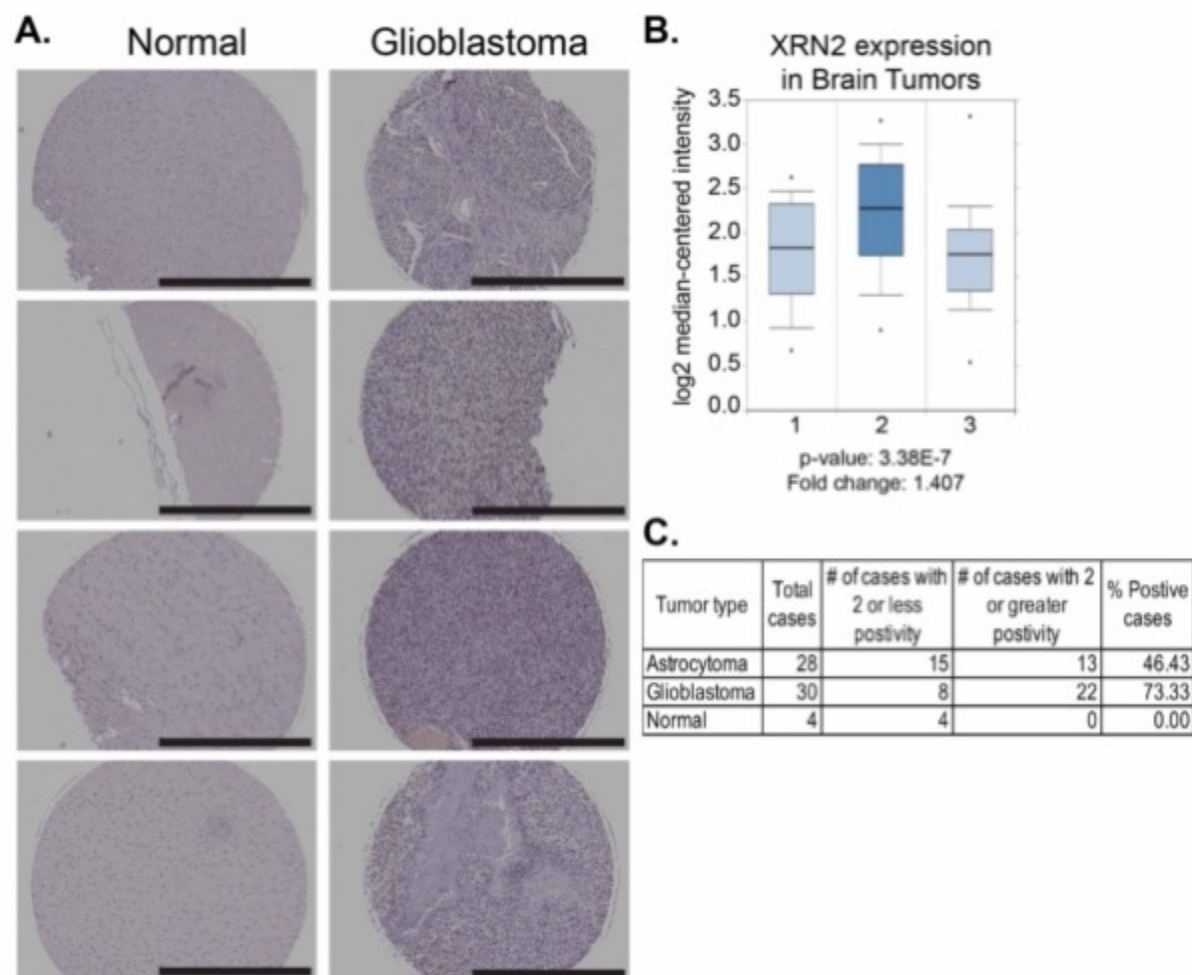 A.
Normal
Glioblastoma
B.
XRN2 expression
in Brain Tumors
log2 median-centered intensity
3.5
3.0
2.5
2.0
1.5
1.0
0.5
0.0
1 2 3
p-value: 3.38E-7
Fold change: 1.407
C.
Tumor type
Total
cases
# of cases with
2 or less
postivity
# of cases with 2
or greater
postivity
% Postive
cases
Astrocytoma 28 15 13 46.43
Glioblastoma 30 8 22 73.33
Normal 4 4 0 0.00